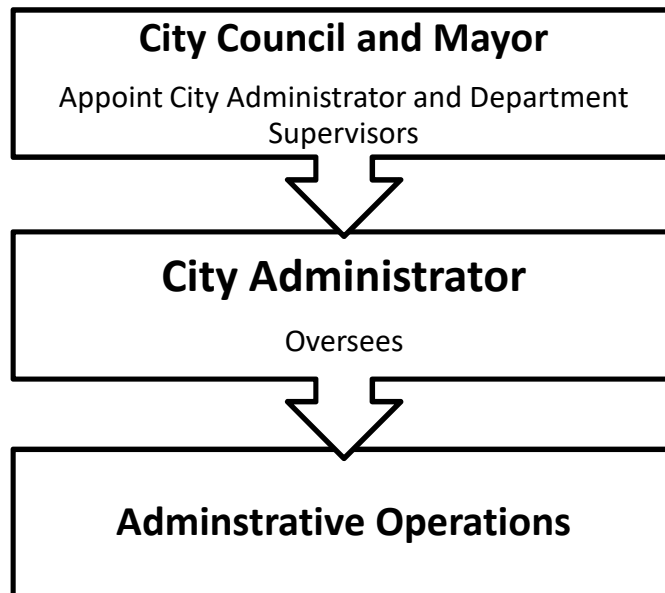 City Council and Mayor
Appoint City Administrator and Department
Supervisors
City Administrator
Oversees
Adminstrative Operations